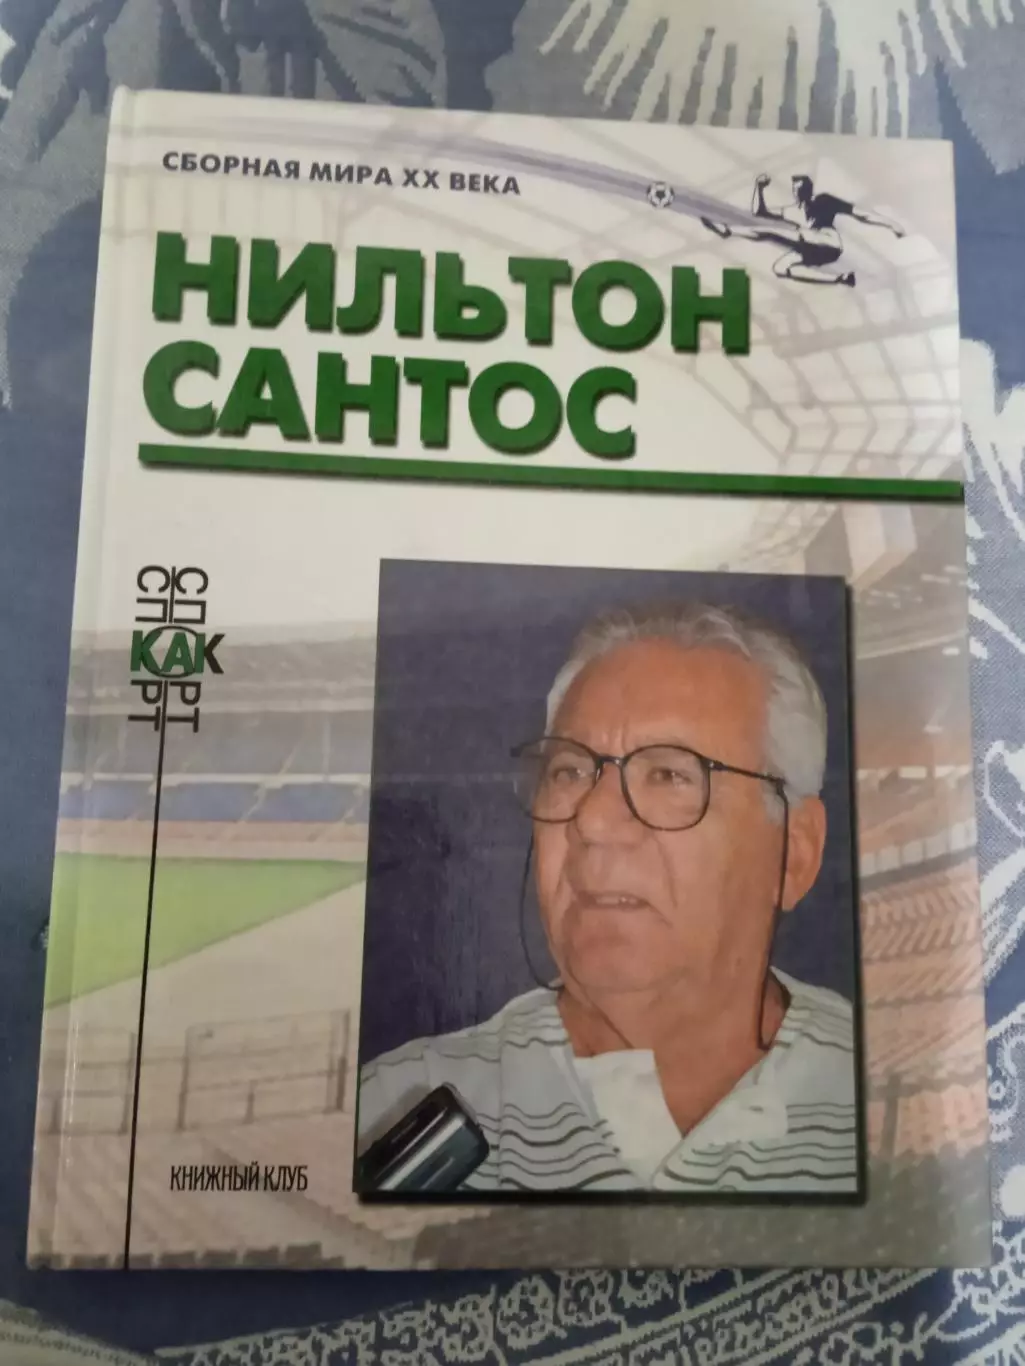 СБОРНАЯ МИРА XX ВЕКА
НИЛЬТОН
САНТОС
СПОРТ
СПОРТ
КАК
КНИЖНЫЙ КЛУБ